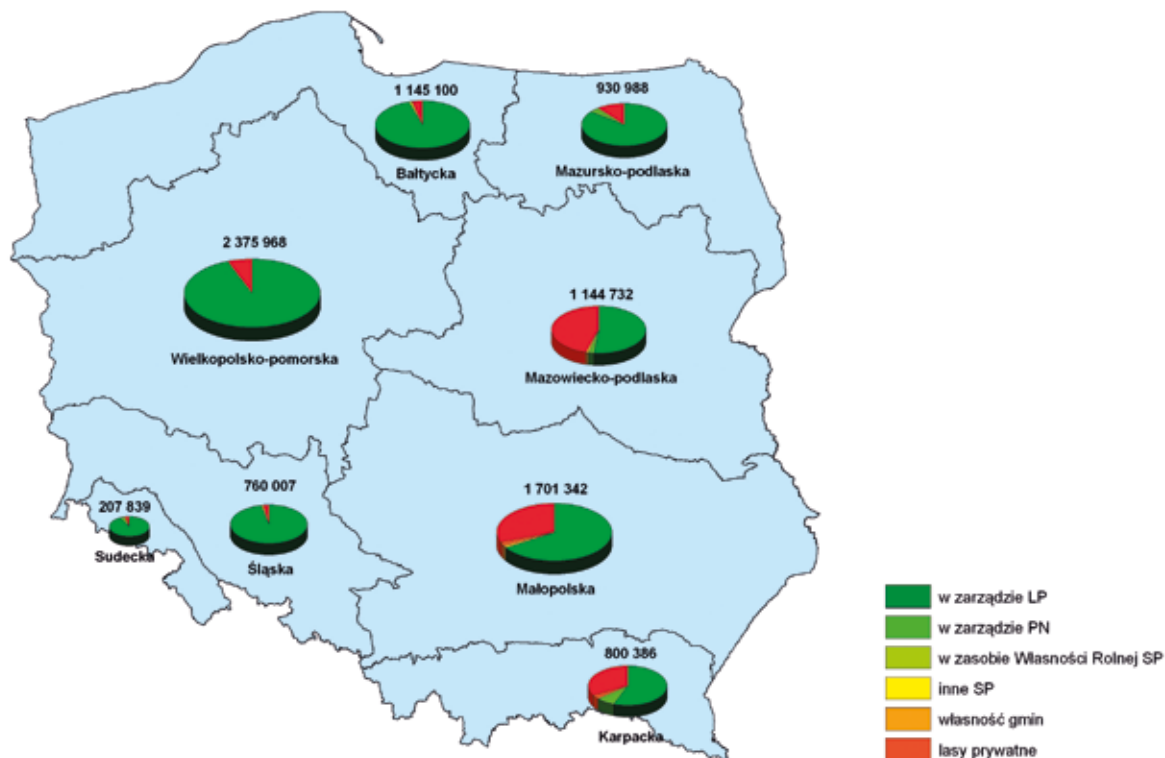 1 145 100
Bałtycka
930 988
Mazursko-podlaska
2 375 968
Wielkopolsko-pomorska
1 144 732
Mazowiecko-podlaska
207 839
Sudecka
760 007
Śląska
1 701 342
Małopolska
800 386
Karpacka
w zarządzie LP
w zarządzie PN
w zasobie Własności Rolnej SP
inne SP
własność gmin
lasy prywatne